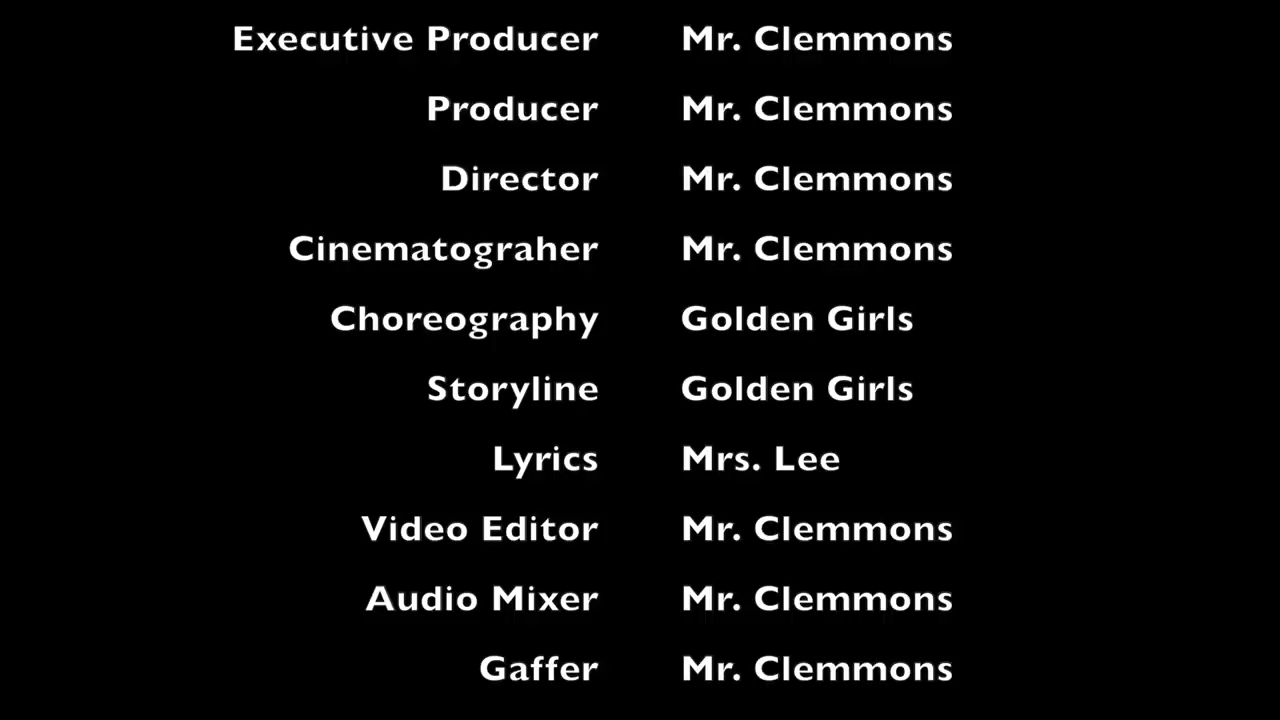 Executive Producer Mr. Clemmons
Producer Mr. Clemmons
Director Mr. Clemmons
Cinematograher Mr. Clemmons
Choreography Golden Girls
Storyline Golden Girls
Lyrics Mrs. Lee
Video Editor Mr. Clemmons
Audio Mixer Mr. Clemmons
Gaffer Mr. Clemmons